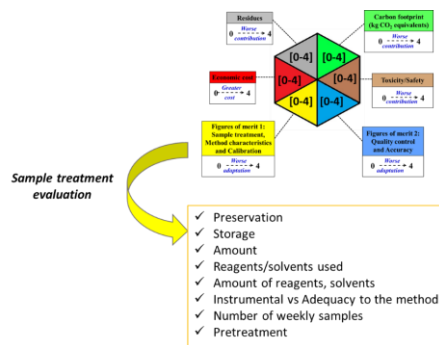 Residues
Worse
0 4
contribution
Carbon footprint
(kg CO2 equivalents)
Worse
0 4
contribution
[0-4] [0-4]
Economic cost
Greater
0 4
cost
[0-4] [0-4]
Toxicity/Safety
Worse
0 4
contribution
[0-4] [0-4]
Figures of merit 1:
Sample treatment,
Method characteristics
and Calibration
Worse
0 4
adaptation
Figures of merit 2:
Quality control
and Accuracy
Worse
0 4
adaptation
Sample treatment
evaluation
✓ Preservation
✓ Storage
✓ Amount
✓ Reagents/solvents used
✓ Amount of reagents, solvents
✓ Instrumental vs Adequacy to the method
✓ Number of weekly samples
✓ Pretreatment